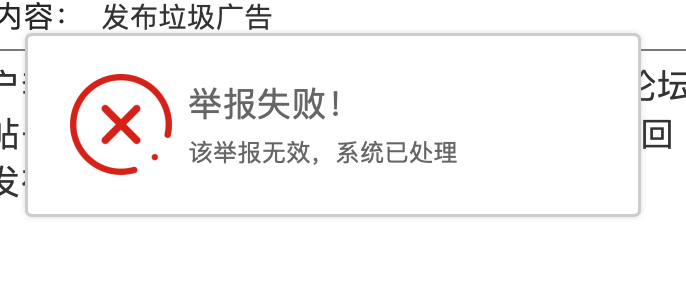 内容： 发布垃圾广告
举报失败！
论坛
该举报无效，系统已处理
回